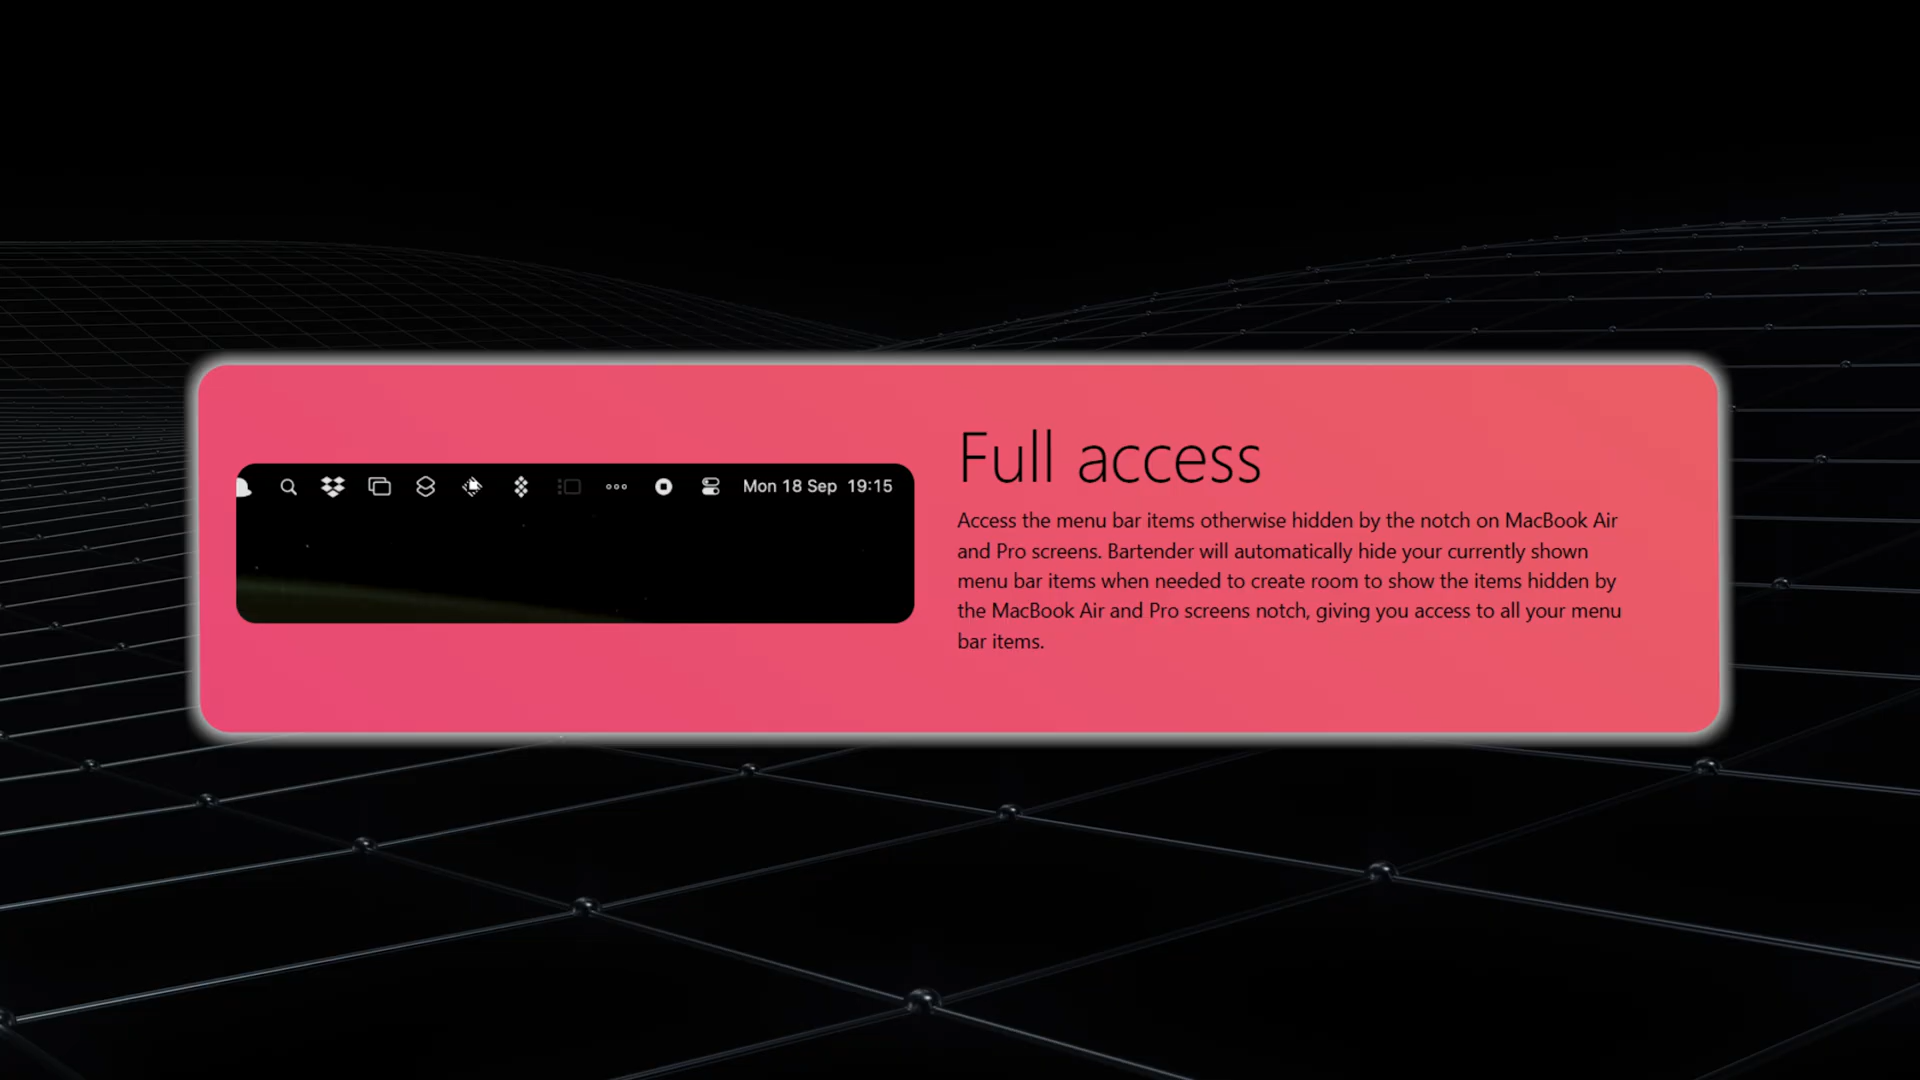 Mon 18 Sep 19:15
Full access
Access the menu bar items otherwise hidden by the notch on MacBook Air
and Pro screens. Bartender will automatically hide your currently shown
menu bar items when needed to create room to show the items hidden by
the MacBook Air and Pro screens notch, giving you access to all your menu
bar items.